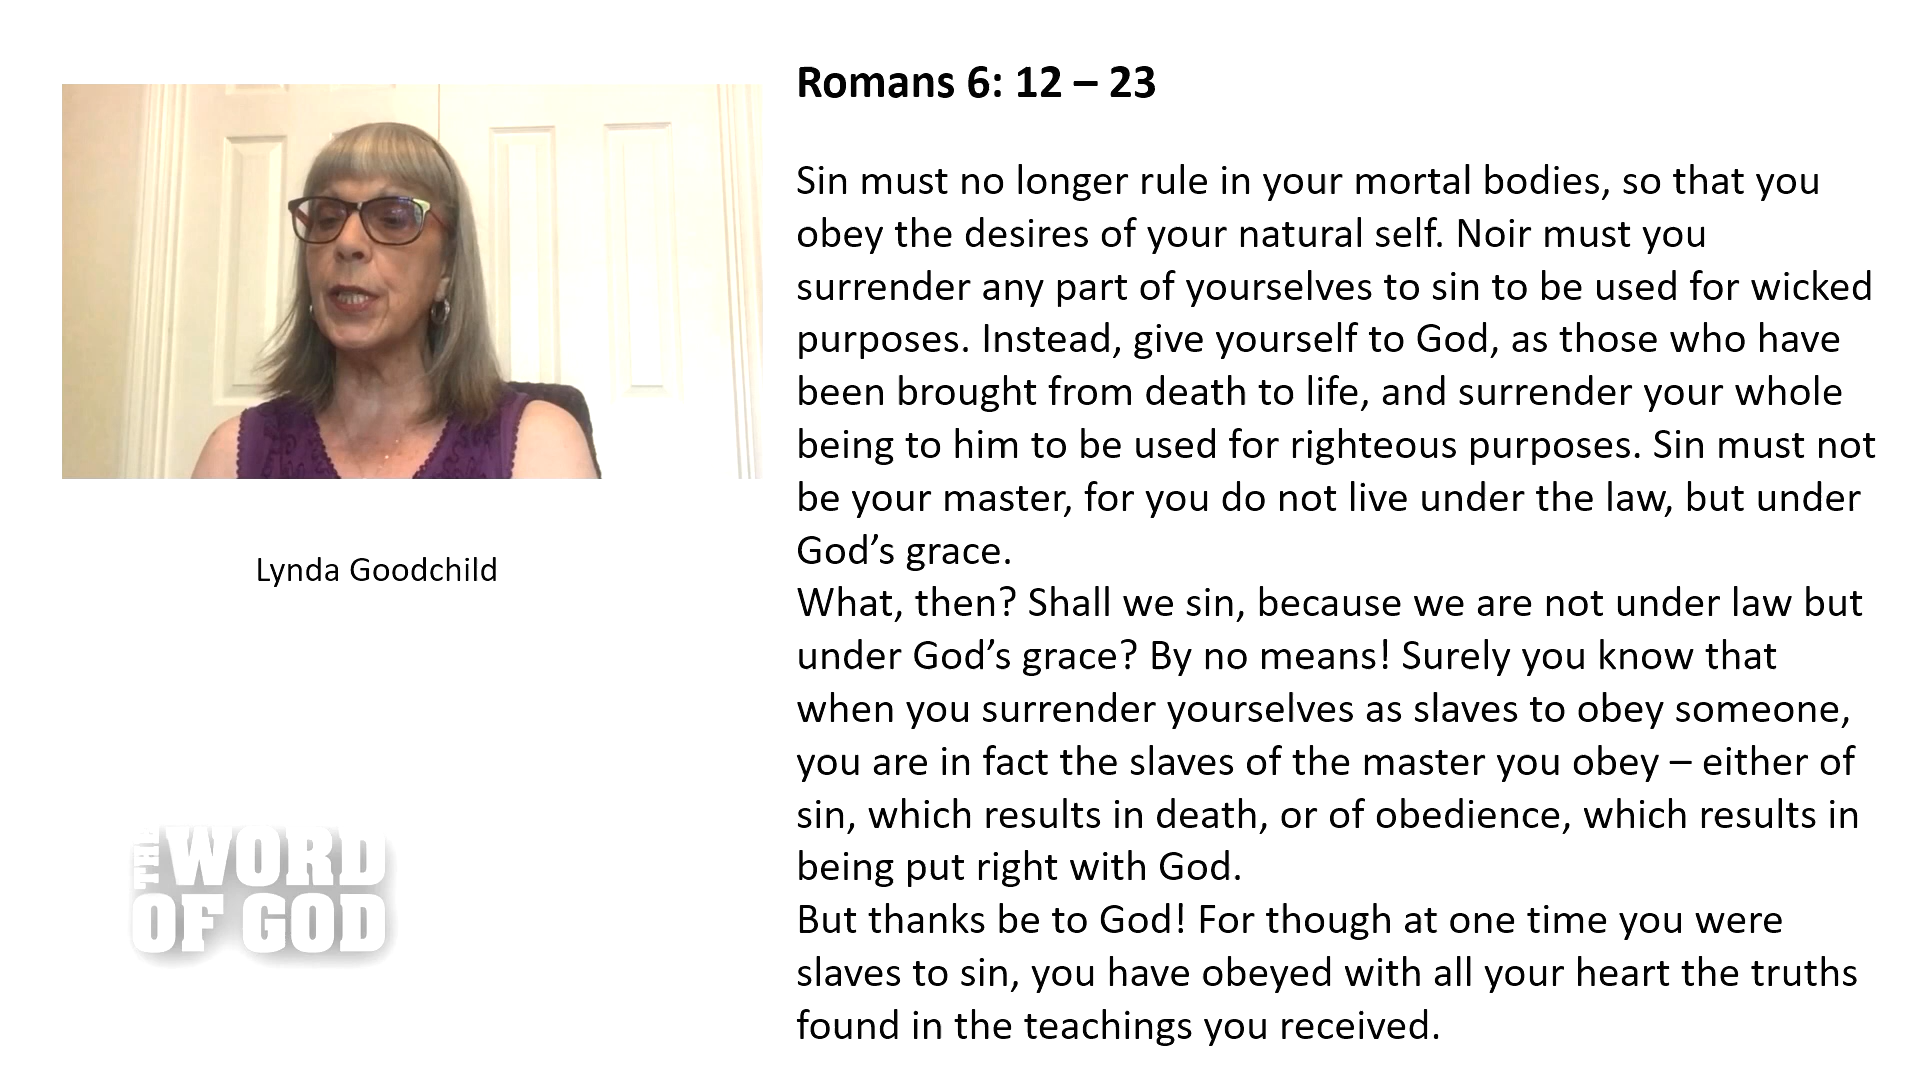 Romans 6: 12 – 23
Sin must no longer rule in your mortal bodies, so that you
obey the desires of your natural self. Noir must you
surrender any part of yourselves to sin to be used for wicked
purposes. Instead, give yourself to God, as those who have
been brought from death to life, and surrender your whole
being to him to be used for righteous purposes. Sin must not
be your master, for you do not live under the law, but under
God’s grace.
What, then? Shall we sin, because we are not under law but
under God’s grace? By no means! Surely you know that
when you surrender yourselves as slaves to obey someone,
you are in fact the slaves of the master you obey – either of
sin, which results in death, or of obedience, which results in
being put right with God.
But thanks be to God! For though at one time you were
slaves to sin, you have obeyed with all your heart the truths
found in the teachings you received.
Lynda Goodchild
THE WORD
OF GOD